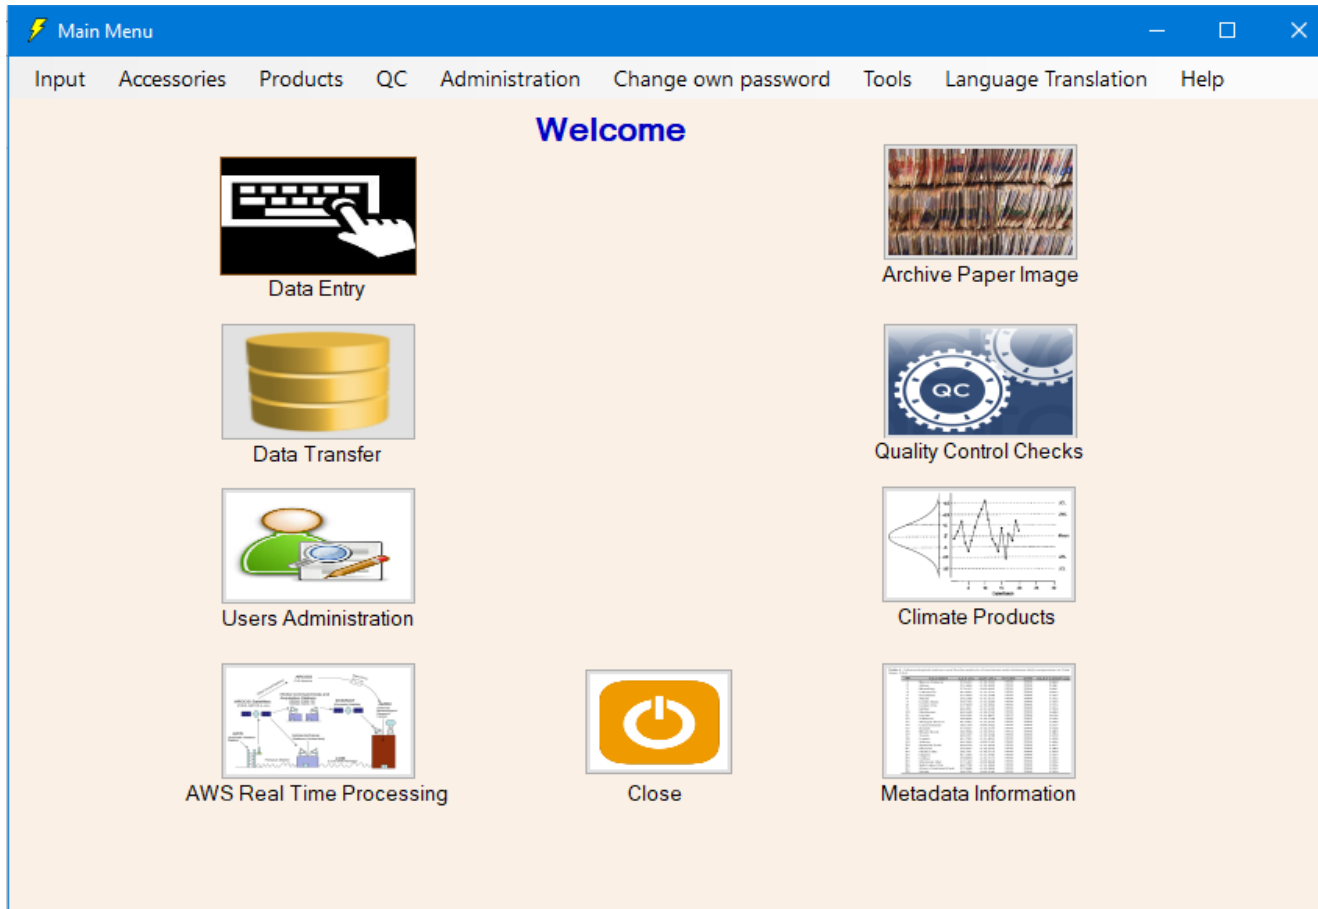 Main Menu
Input Accessories Products QC Administration Change own password Tools Language Translation Help
Welcome
Data Entry
Archive Paper Image
Data Transfer
QC
Quality Control Checks
Users Administration
Climate Products
AWS Real Time Processing
Close
Metadata Information